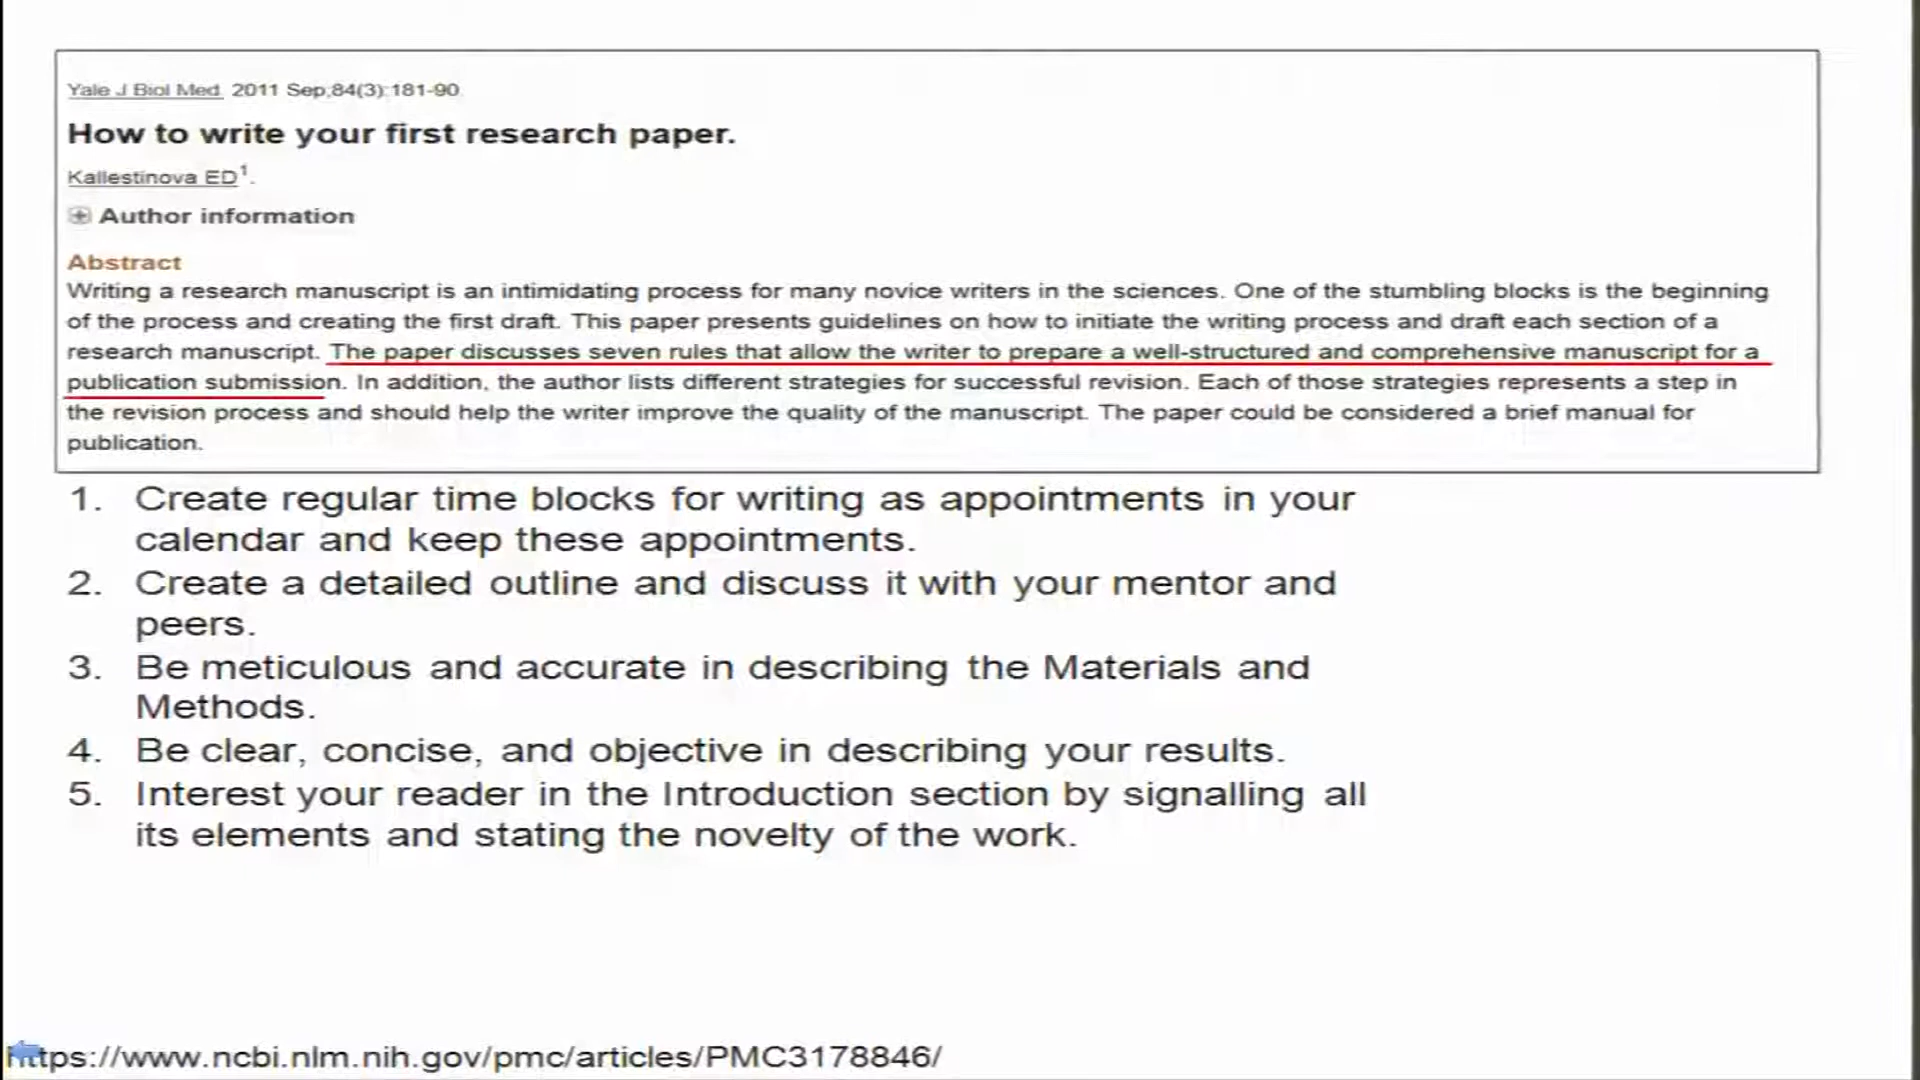 Yale J Biol Med. 2011 Sep;84(3):181-90.
How to write your first research paper.
Kallestinova ED1.
Author information
Abstract
Writing a research manuscript is an intimidating process for many novice writers in the sciences. One of the stumbling blocks is the beginning
of the process and creating the first draft. This paper presents guidelines on how to initiate the writing process and draft each section of a
research manuscript. The paper discusses seven rules that allow the writer to prepare a well-structured and comprehensive manuscript for a
publication submission. In addition, the author lists different strategies for successful revision. Each of those strategies represents a step in
the revision process and should help the writer improve the quality of the manuscript. The paper could be considered a brief manual for
publication.
1. Create regular time blocks for writing as appointments in your
calendar and keep these appointments.
2. Create a detailed outline and discuss it with your mentor and
peers.
3. Be meticulous and accurate in describing the Materials and
Methods.
4. Be clear, concise, and objective in describing your results.
5. Interest your reader in the Introduction section by signalling all
its elements and stating the novelty of the work.
https://www.ncbi.nlm.nih.gov/pmc/articles/PMC3178846/